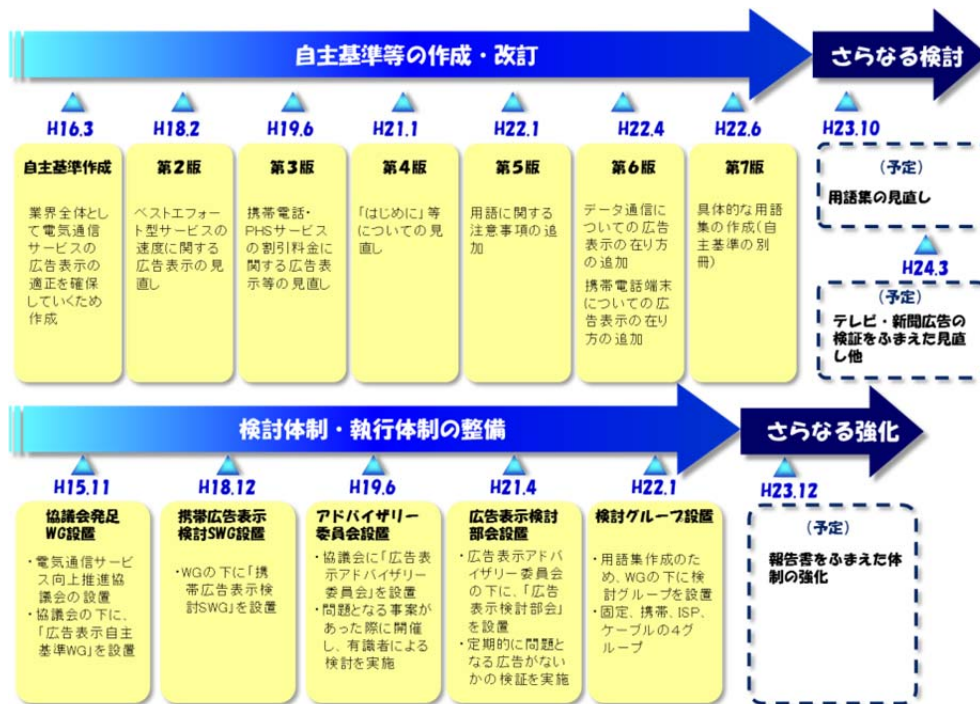 自主基準等の作成・改訂
さらなる検討
H16.3
自主基準作成
業界全体とし
て電気通信
サービスの
広告表示の
適正を確保
していくため
作成
H18.2
第2版
ベストエフォー
ト型サービスの
速度に関する
広告表示の見
直し
H19.6
第3版
携帯電話・
PHSサービス
の割引料金に
関する広告表
示等の見直し
H21.1
第4版
「はじめに」等
についての見
直し
H22.1
第5版
用語に関する
注意事項の追
加
H22.4
第6版
データ通信に
ついての広告
表示の在り方
の追加
携帯電話端末
についての広
告表示の在り
方の追加
H22.6
第7版
具体的な用語
集の作成(自
主基準の別
冊)
H23.10
(予定)
用語集の見直し
H24.3
(予定)
テレビ・新聞広告の
検証をふまえた見直
し他
検討体制・執行体制の整備
さらなる強化
H15.11
協議会発足
WG設置
・電気通信サービ
ス向上推進協
議会の設置
・協議会の下に、
「広告表示自主
基準WG」を設置
H18.12
携帯広告表示
検討SWG設置
・WGの下に「携
帯広告表示検
討SWG」を設置
H19.6
アドバイザリー
委員会設置
・協議会に「広告表
示アドバイザリー
委員会」を設置
・問題となる事案が
あった際に開催
し、有識者による
検討を実施
H21.4
広告表示検討
部会設置
・広告表示アドバ
イザリー委員会
の下に、「広告
表示検討部会」
を設置
・定期的に問題と
なる広告がない
かの検証を実施
H22.1
検討グループ設置
・用語集作成のた
め、WGの下に検
討グループを設置
・固定、携帯、ISP、
ケーブルの4グ
ループ
H23.12
(予定)
報告書をふまえた体
制の強化